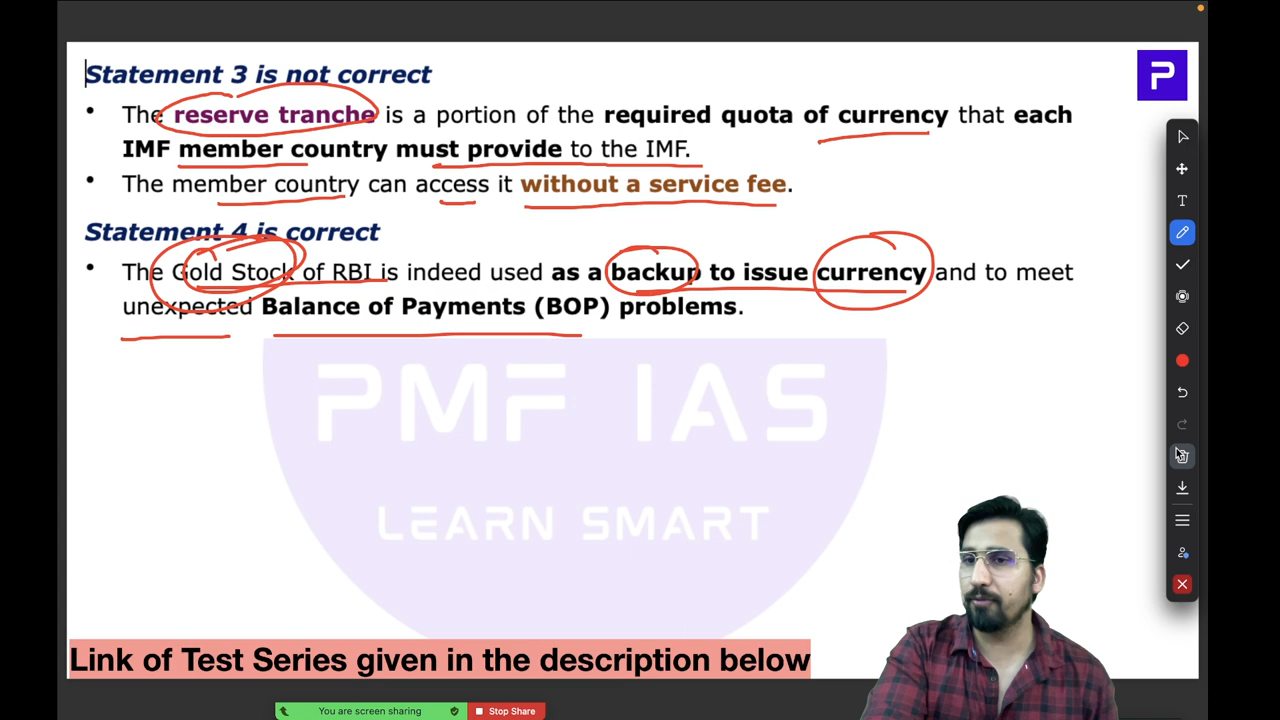 Statement 3 is not correct
• The reserve tranche is a portion of the required quota of currency that each
IMF member country must provide to the IMF.
• The member country can access it without a service fee.
Statement 4 is correct
• The Gold Stock of RBI is indeed used as a backup to issue currency and to meet
unexpected Balance of Payments (BOP) problems.
PMF IAS
LEARN SMART
Link of Test Series given in the description below
You are screen sharing
Stop Share
P
T